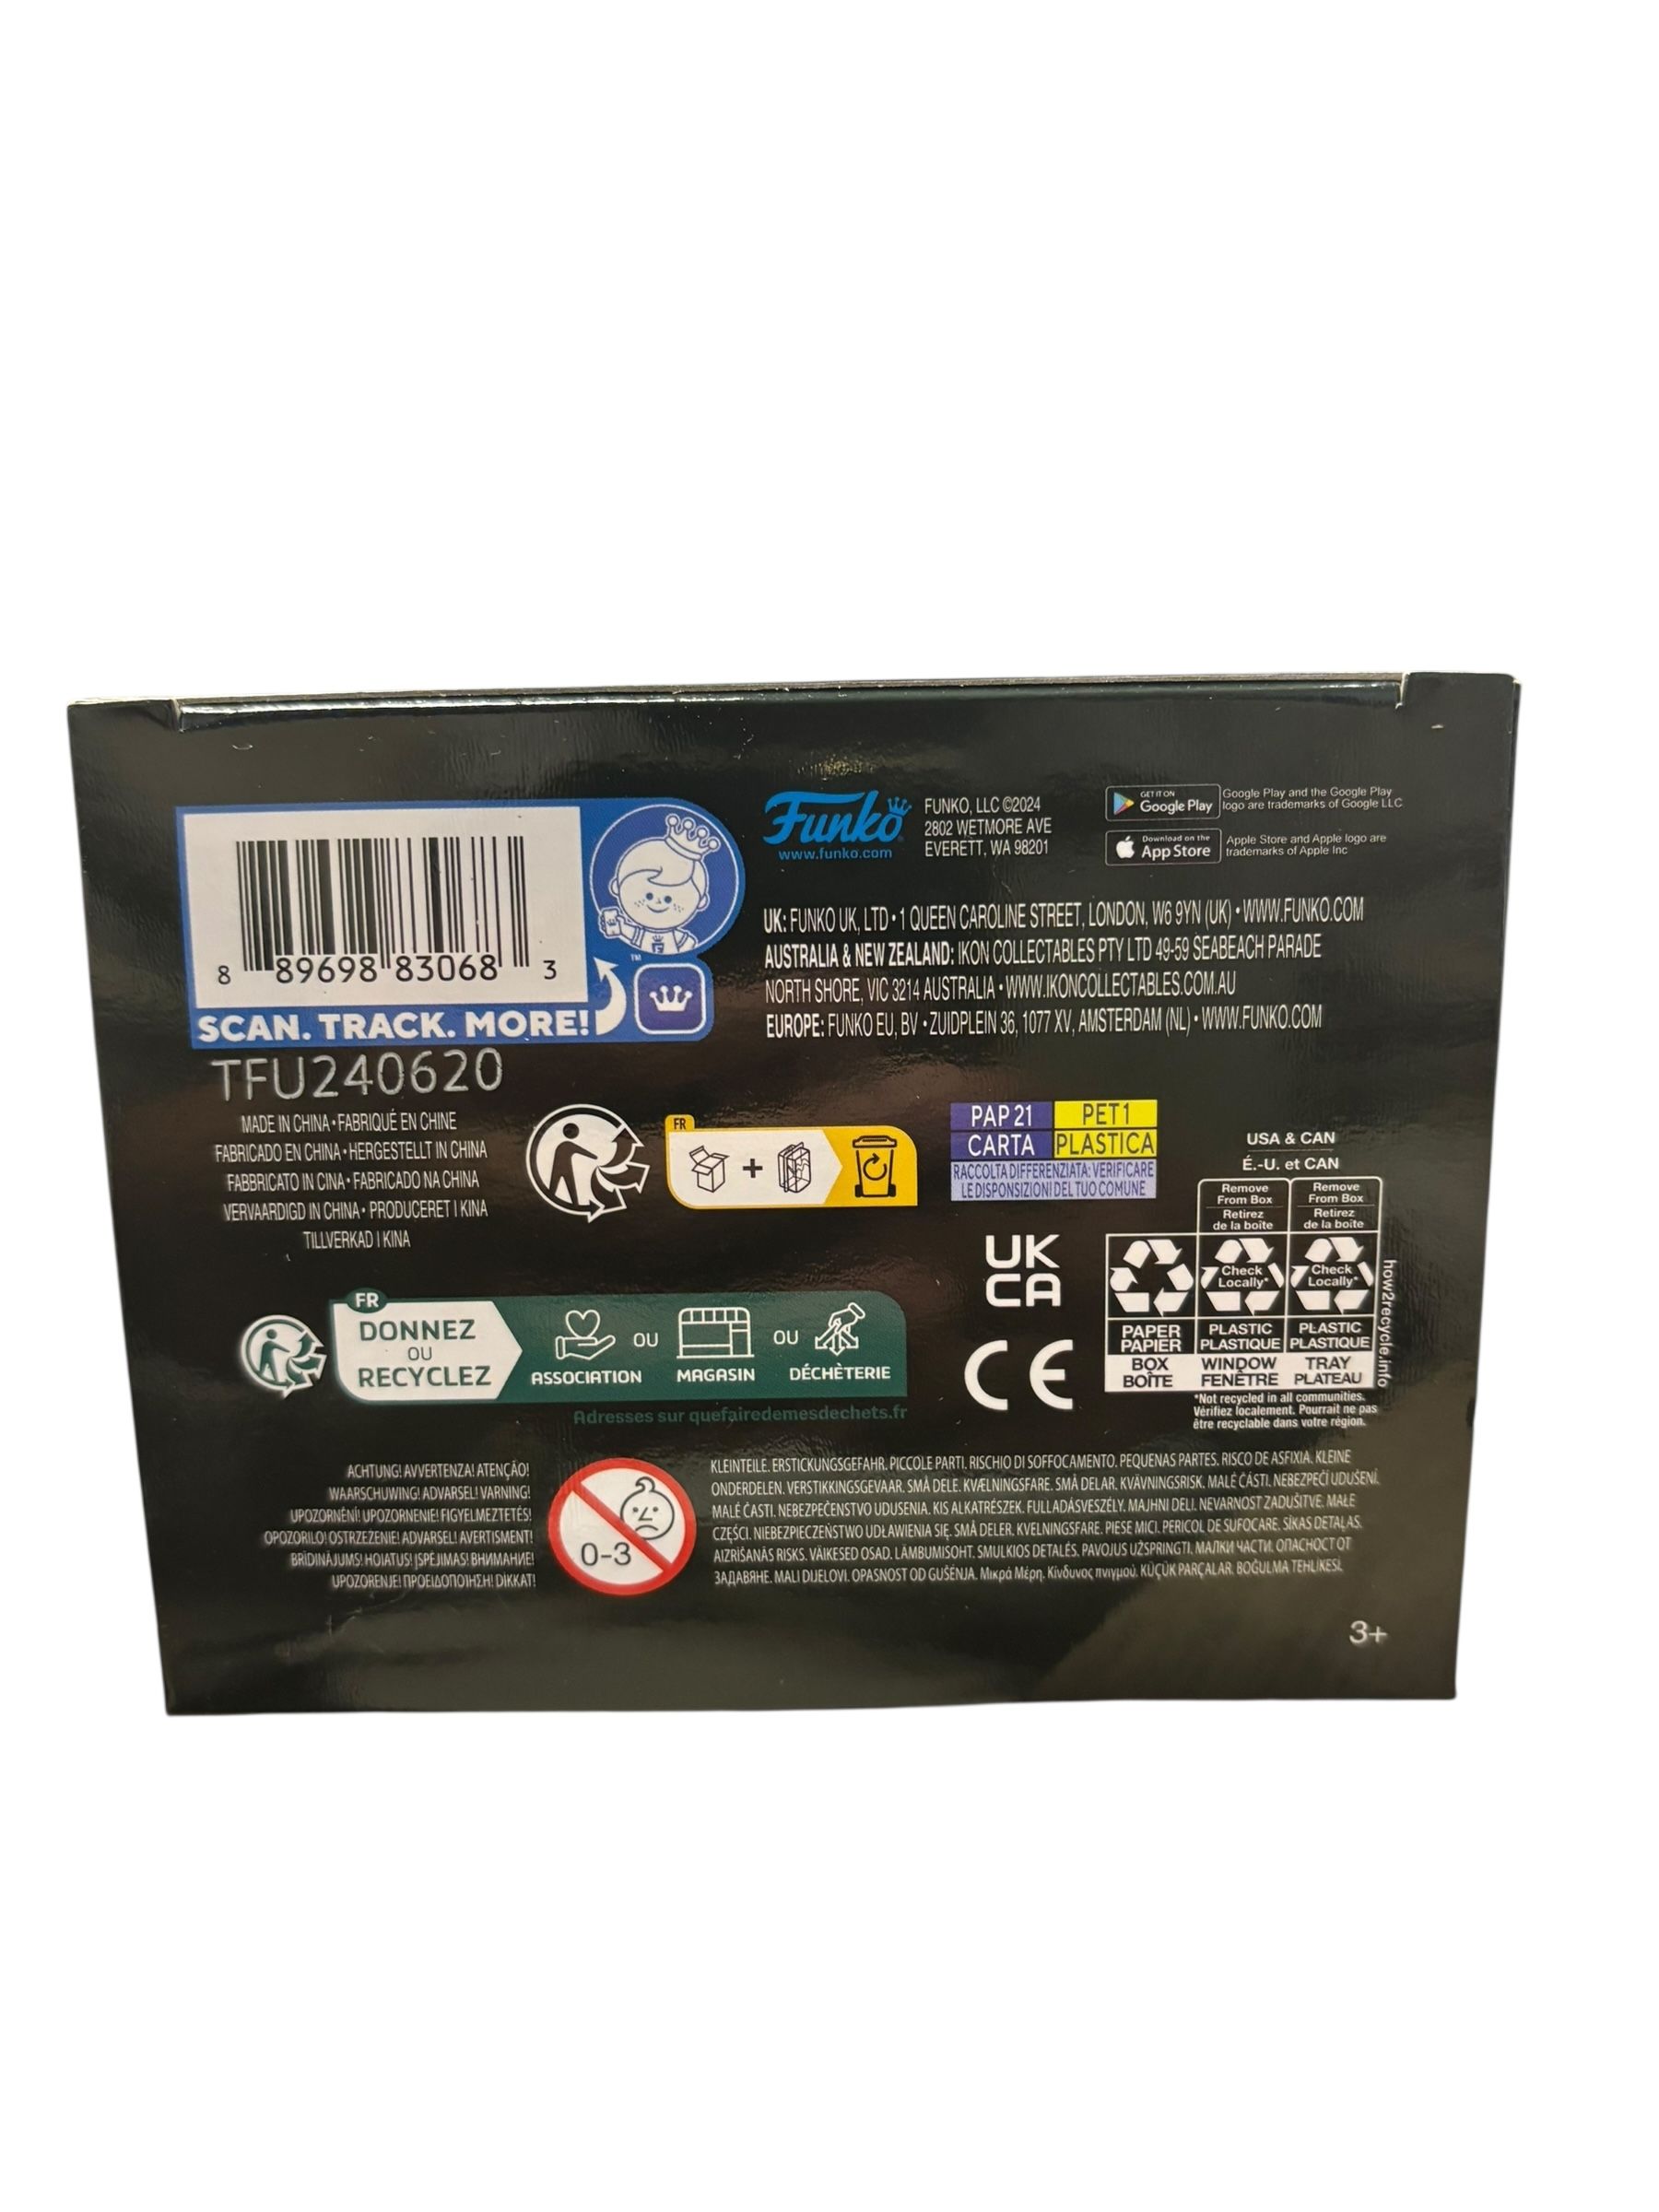 8 89698 83068 3
SCAN. TRACK. MORE!
™
TFU240620
MADE IN CHINA • FABRIQUÉ EN CHINE
FABRICADO EN CHINA • HERGESTELLT IN CHINA
FABBRICATO IN CINA • FABRICADO NA CHINA
VERVAARDIGD IN CHINA • PRODUCERET I KINA
TILLVERKAD I KINA
Funko
www.funko.com
FUNKO, LLC ©2024
2802 WETMORE AVE
EVERETT, WA 98201
GET IT ON
Google Play
Google Play and the Google Play
logo are trademarks of Google LLC.
Download on the
App Store
Apple Store and Apple logo are
trademarks of Apple Inc
UK: FUNKO UK, LTD • 1 QUEEN CAROLINE STREET, LONDON, W6 9YN (UK) • WWW.FUNKO.COM
AUSTRALIA & NEW ZEALAND: IKON COLLECTABLES PTY LTD 49-59 SEABEACH PARADE
NORTH SHORE, VIC 3214 AUSTRALIA • WWW.IKONCOLLECTABLES.COM.AU
EUROPE: FUNKO EU, BV • ZUIDPLEIN 36, 1077 XV, AMSTERDAM (NL) • WWW.FUNKO.COM
FR
+
PAP 21 PET 1
CARTA PLASTICA
RACCOLTA DIFFERENZIATA: VERIFICARE
LE DISPOSIZIONI DEL TUO COMUNE
UK
CA
CE
USA & CAN
É.-U. et CAN
Remove
From Box
Retirez
de la boîte
Remove
From Box
Retirez
de la boîte
Check
Locally*
Check
Locally*
PAPER
PAPIER
PLASTIC
PLASTIQUE
PLASTIC
PLASTIQUE
BOX
BOÎTE
WINDOW
FENÊTRE
TRAY
PLATEAU
how2recycle.info
*Not recycled in all communities.
Vérifiez localement. Pourrait ne pas
être recyclable dans votre région.
FR
DONNEZ
OU
RECYCLEZ
ASSOCIATION
OU
MAGASIN
OU
DÉCHÈTERIE
Adresses sur quefairedemesdechets.fr
ACHTUNG! AVVERTENZA! ATENÇÃO!
WAARSCHUWING! ADVARSEL! VARNING!
UPOZORNĚNÍ! UPOZORNENIE! FIGYELMEZTETÉS!
OPOZORILO! OSTRZEŻENIE! ADVARSEL! AVERTISMENT!
BRĪDINĀJUMS! HOIATUS! ĮSPĖJIMAS! ВНИМАНИЕ!
UPOZORENJE! ΠΡΟΕΙΔΟΠΟΙΗΣΗ! DİKKAT!
0-3
KLEINTEILE. ERSTICKUNGSGEFAHR. PICCOLE PARTI. RISCHIO DI SOFFOCAMENTO. PEQUENAS PARTES. RISCO DE ASFIXIA. KLEINE
ONDERDELEN. VERSTIKKINGSGEVAAR. SMÅ DELE. KVÆLNINGSFARE. SMÅ DELAR. KVÄVNINGSRISK. MALÉ ČÁSTI. NEBEZPEČÍ UDUŠENÍ.
MALÉ ČASTI. NEBEZPEČENSTVO UDUSENIA. KIS ALKATRÉSZEK. FULLADÁSVESZÉLY. MAJHNI DELI. NEVARNOST ZADUŠITVE. MAŁE
CZĘŚCI. NIEBEZPIECZEŃSTWO UDŁAWIENIA SIĘ. SMÅ DELER. KVELNINGSFARE. PIESE MICI. PERICOL DE SUFOCARE. SĪKAS DETAĻAS.
AIZRĪŠANĀS RISKS. VÄIKESED OSAD. LÄMBUMISOHT. SMULKIOS DETALĖS. PAVOJUS UŽSPRINGTI. МАЛКИ ЧАСТИ. ОПАСНОСТ ОТ
ЗАДАВЯНЕ. MALI DIJELOVI. OPASNOST OD GUŠENJA. Μικρά Μέρη. Κίνδυνος πνιγμού. KÜÇÜK PARÇALAR. BOĞULMA TEHLİKESİ.
3+